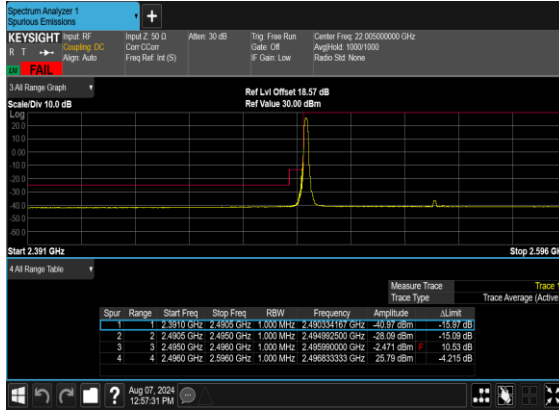 Spectrum Analyzer 1
Spurious Emissions
KEYSIGHT Input: RF Input Z: 50 Ω Atten: 30 dB Trig: Free Run Center Freq: 22.005000000 GHz
R T Coupling: DC Corr CCorr Gate: Off Avg|Hold: 1000/1000
Align: Auto Freq Ref: Int (S) IF Gain: Low Radio Std: None
FAIL
3 All Range Graph Ref Lvl Offset 18.57 dB
Scale/Div 10.0 dB Ref Value 30.00 dBm
Log
20.0
10.0
0.00
-10.0
-20.0
-30.0
-40.0
-50.0
-60.0
Start 2.391 GHz Stop 2.596 GH
4 All Range Table
Measure Trace Trace 1
Trace Type Trace Average (Active
Spur Range Start Freq Stop Freq RBW Frequency Amplitude ΔLimit
1 1 2.3910 GHz 2.4905 GHz 1.000 MHz 2.490334167 GHz -40.97 dBm -15.97 dB
2 2 2.4905 GHz 2.4950 GHz 1.000 MHz 2.494992500 GHz -28.09 dBm -15.09 dB
3 3 2.4950 GHz 2.4960 GHz 1.000 MHz 2.495990000 GHz -2.471 dBm F 10.53 dB
4 4 2.4960 GHz 2.5960 GHz 1.000 MHz 2.496833333 GHz 25.79 dBm -4.215 dB
? Aug 07, 2024
12:57:31 PM